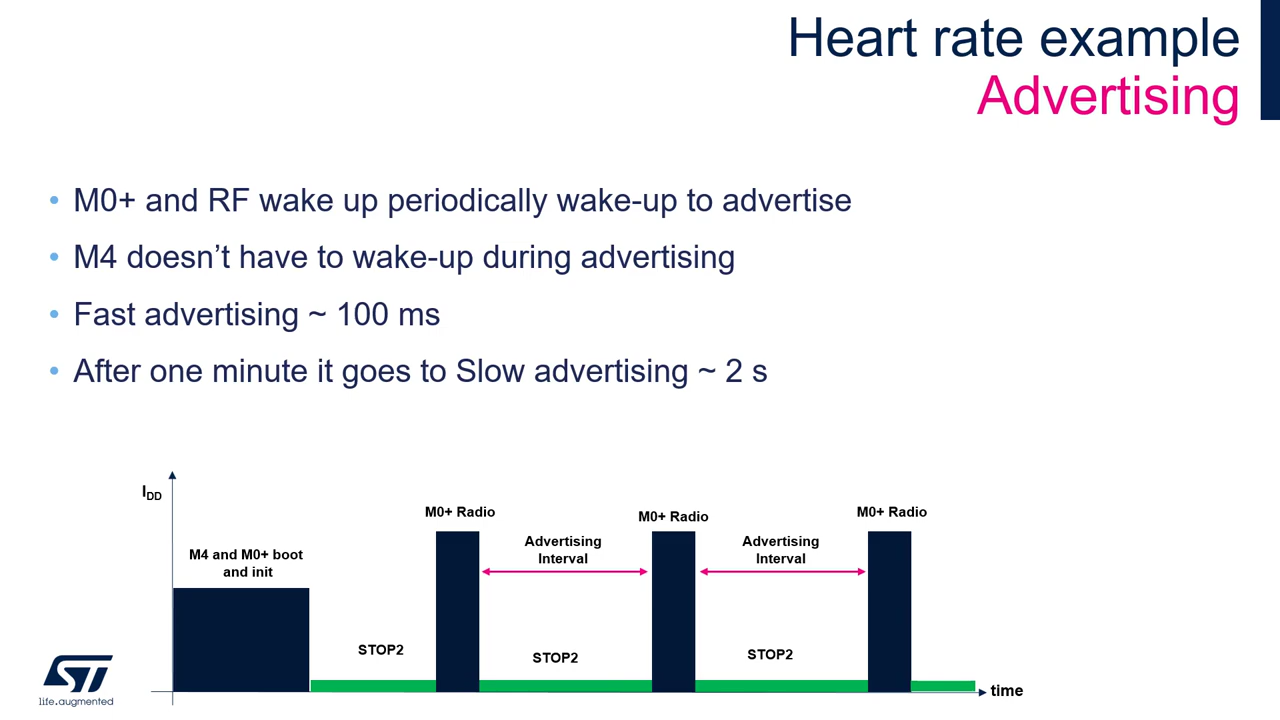 Heart rate example
Advertising
• M0+ and RF wake up periodically wake-up to advertise
• M4 doesn’t have to wake-up during advertising
• Fast advertising ~ 100 ms
• After one minute it goes to Slow advertising ~ 2 s
IDD
M4 and M0+ boot
and init
M0+ Radio
M0+ Radio
M0+ Radio
Advertising
Interval
Advertising
Interval
STOP2
STOP2
STOP2
time
ST
life.augmented